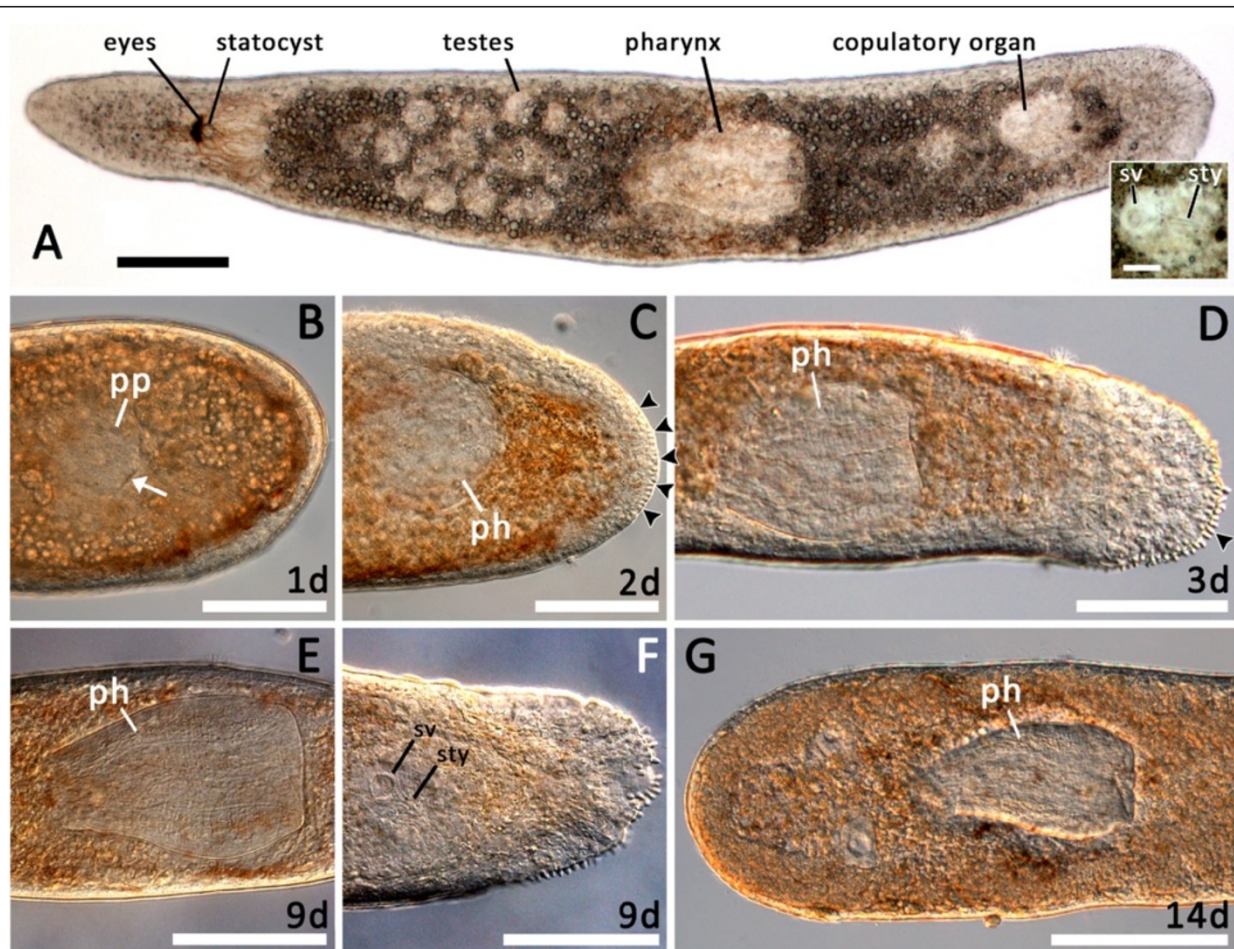 eyes statocyst testes pharynx copulatory organ
A
sv sty
B
pp
1d
C
ph
2d
D
ph
3d
E
ph
9d
F
sv
sty
9d
G
ph
14d